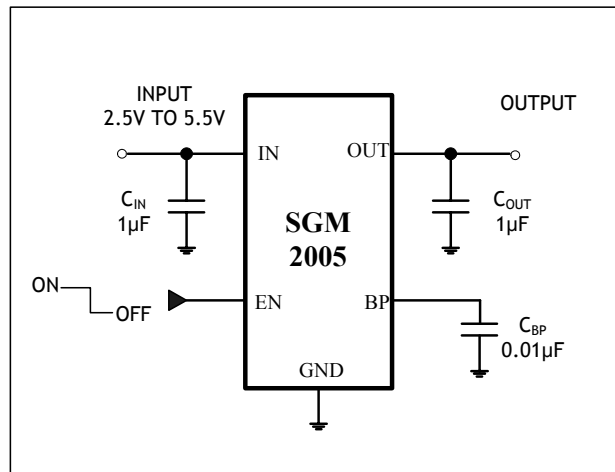 INPUT
2.5V TO 5.5V
OUTPUT
IN
OUT
C_IN
1µF
SGM
2005
C_OUT
1µF
ON
OFF
EN
BP
C_BP
0.01µF
GND